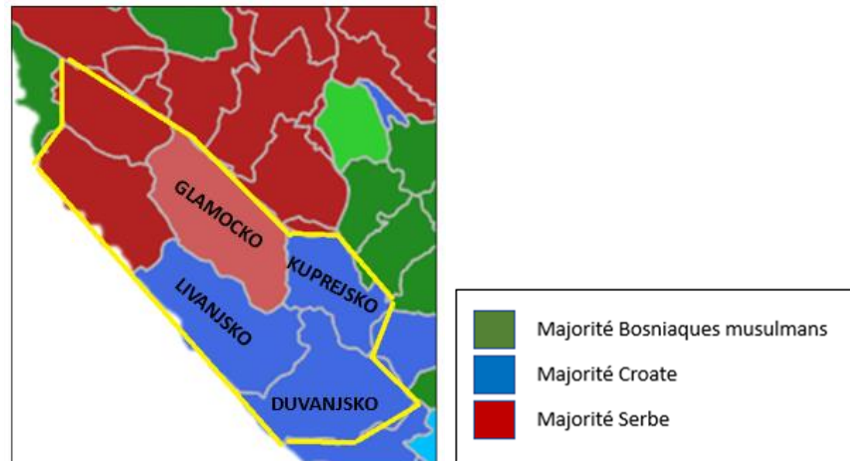 GLAMOCKO
KUPREJSKO
LIVANJSKO
DUVANJSKO
Majorité Bosniaques musulmans
Majorité Croate
Majorité Serbe